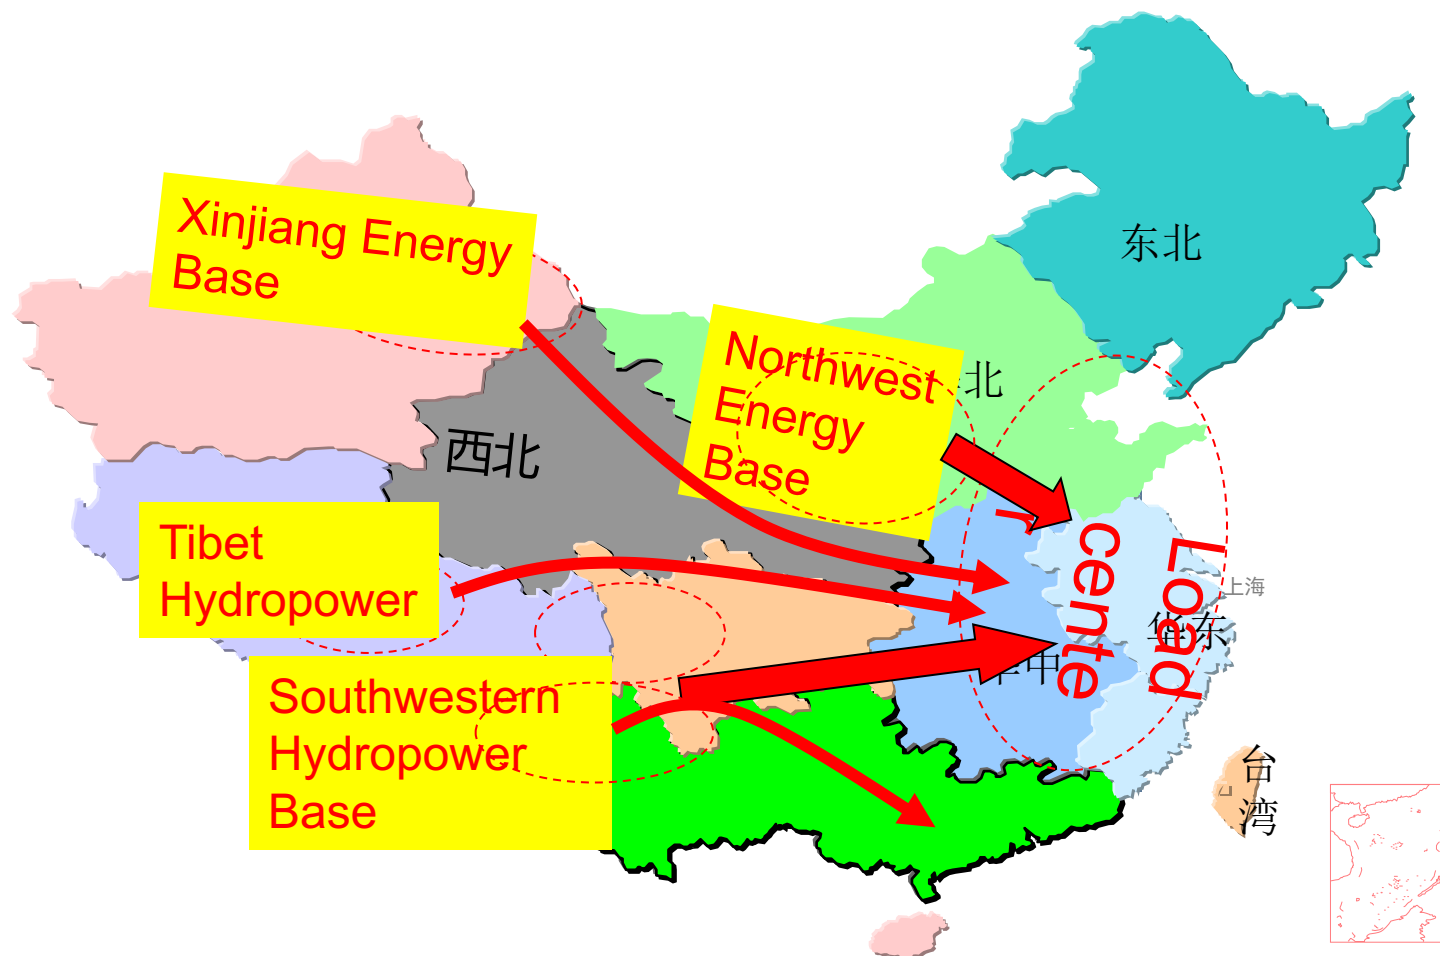 东北
Xinjiang Energy
Base
Northwest
Energy
Base
北
西北
Tibet
Hydropower
Load
cente
r
上海
华东
华中
Southwestern
Hydropower
Base
台
湾